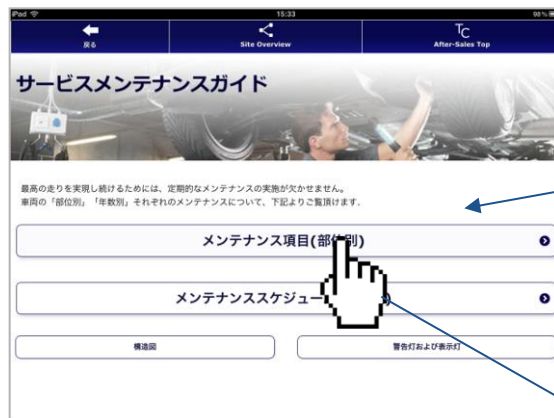 iPad
15:33
98%
戻る
Site Overview
TC
After-Sales Top
サービスメンテナンスガイド
最高の走りを実現し続けるためには、定期的なメンテナンスの実施が欠かせません。
車両の「部位別」「年数別」それぞれのメンテナンスについて、下記よりご覧頂けます.
メンテナンス項目(部位別)
メンテナンススケジュー
構造図
警告灯および表示灯